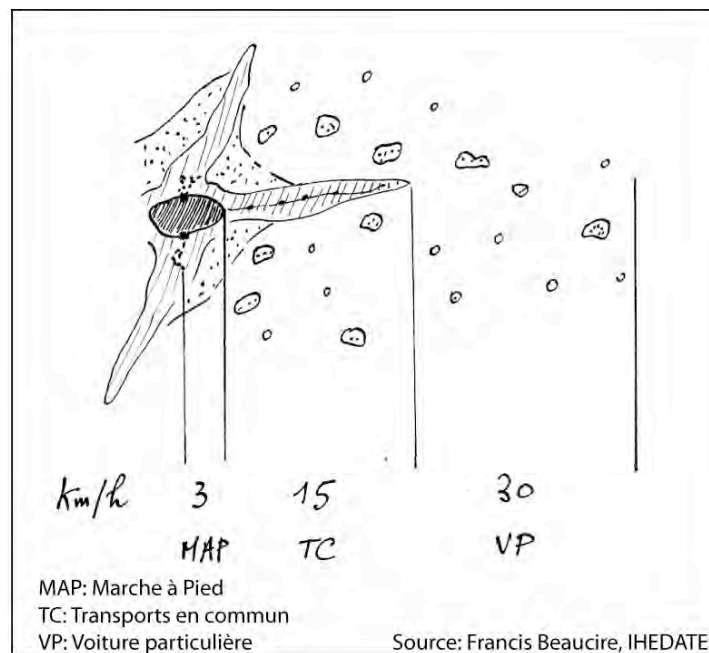 Km/h 3 15 30
MAP TC VP
MAP: Marche à Pied
TC: Transports en commun
VP: Voiture particulière Source: Francis Beaucire, IHEDATE